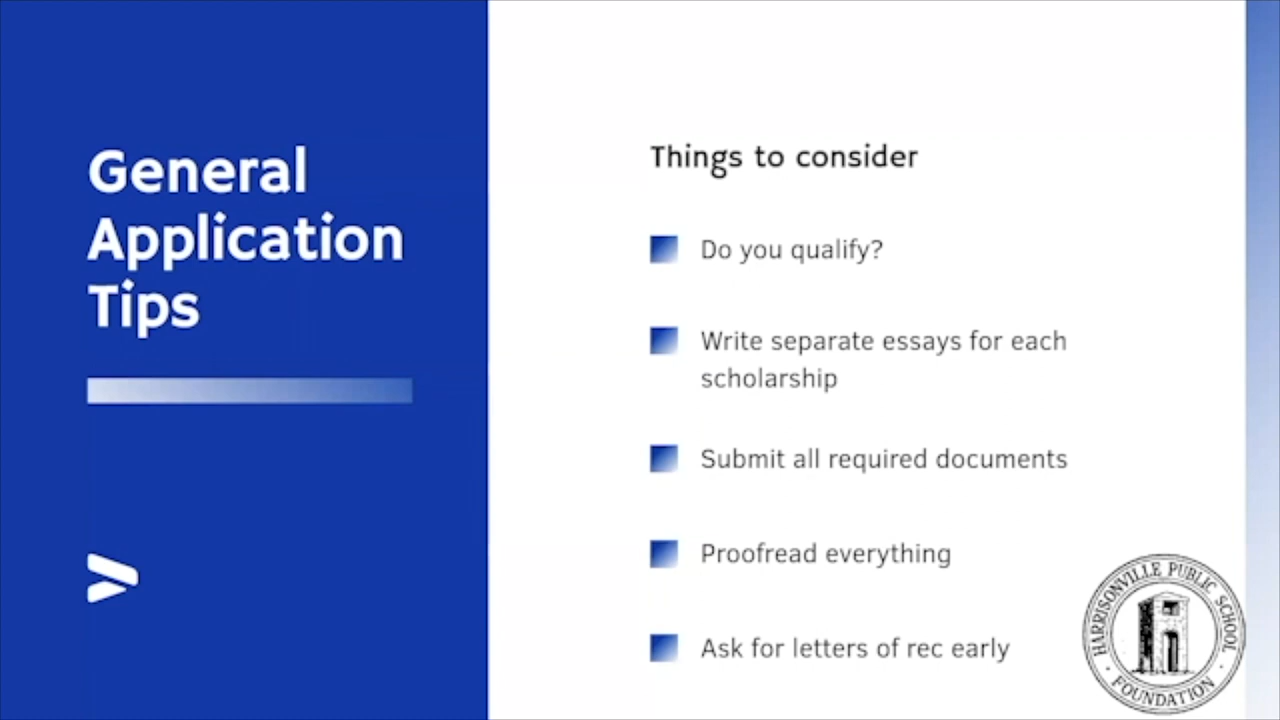 General
Application
Tips
Things to consider
Do you qualify?
Write separate essays for each
scholarship
Submit all required documents
Proofread everything
Ask for letters of rec early
HARRISONVILLE PUBLIC SCHOOL
FOUNDATION